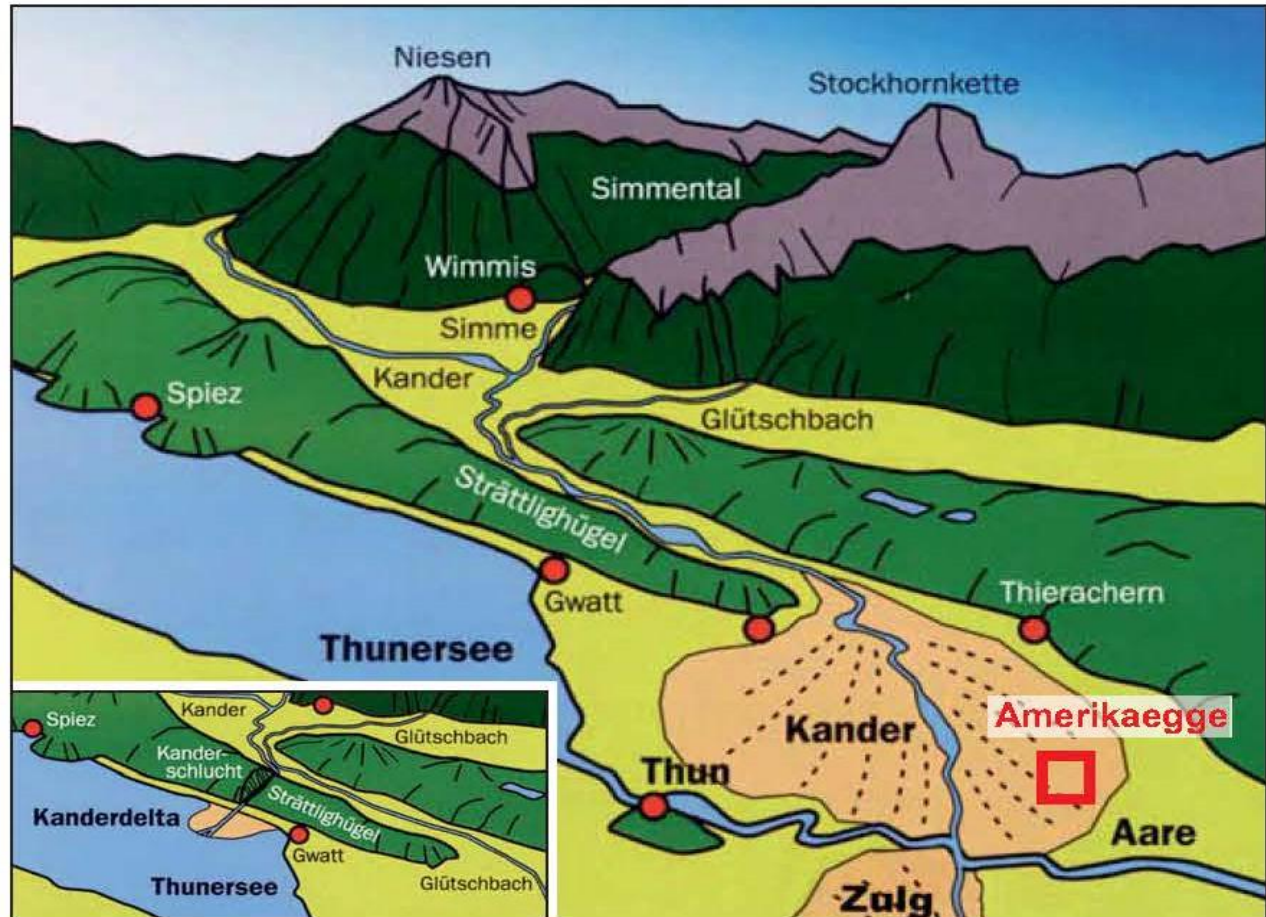 Niesen
Stockhornkette
Simmental
Wimmis
Simme
Kander
Spiez
Glütschbach
Strättlighügel
Gwatt
Thierachern
Thunersee
Kander
Amerikaegge
Thun
Aare
Zulg
Spiez
Kander
Glütschbach
Kander-
schlucht
Kanderdelta
Strättlighügel
Gwatt
Thunersee
Glütschbach